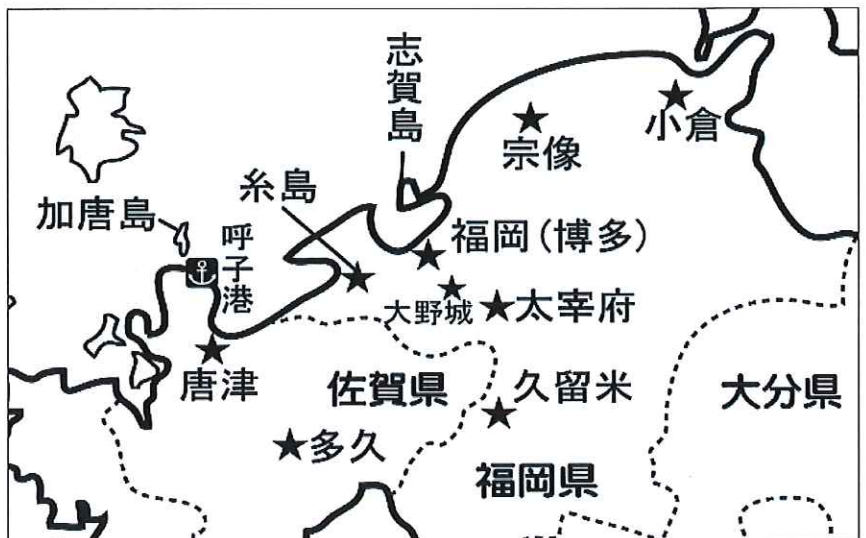 志賀島
宗像
小倉
糸島
加唐島
呼子港
福岡(博多)
大野城
太宰府
唐津
佐賀県
久留米
大分県
多久
福岡県